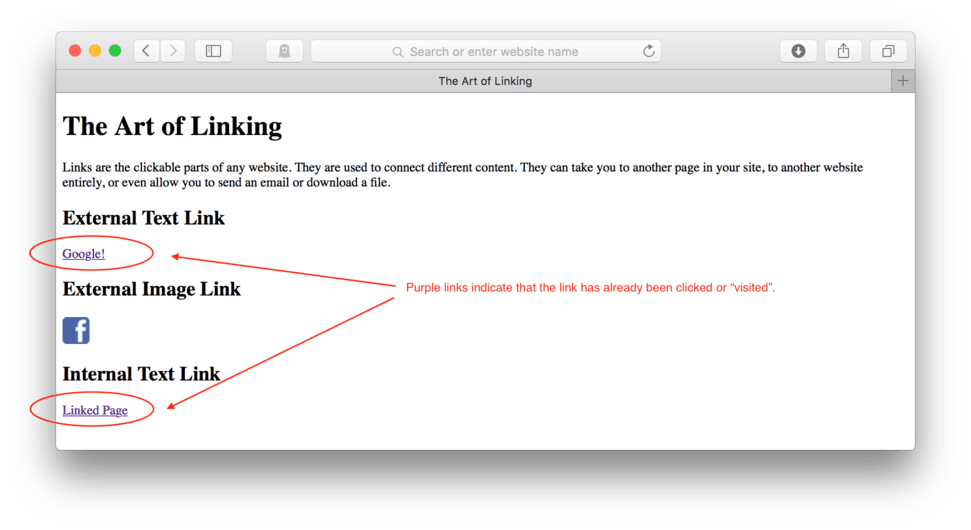 Search or enter website name
The Art of Linking
The Art of Linking
Links are the clickable parts of any website. They are used to connect different content. They can take you to another page in your site, to another website
entirely, or even allow you to send an email or download a file.
External Text Link
Google!
External Image Link
Purple links indicate that the link has already been clicked or “visited”.
f
Internal Text Link
Linked Page